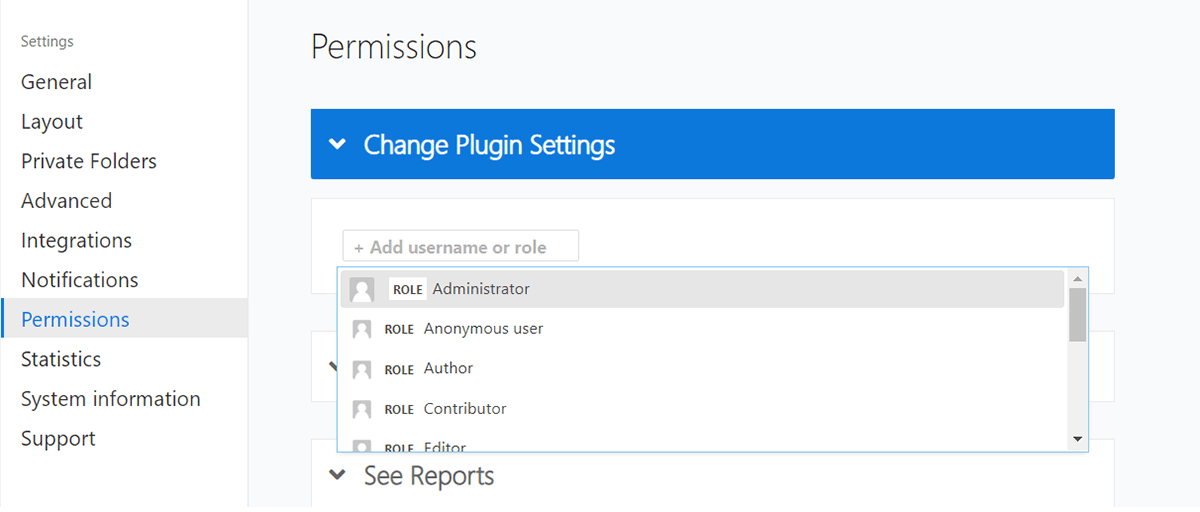 Settings
General
Layout
Private Folders
Advanced
Integrations
Notifications
Permissions
Statistics
System information
Support
Permissions
Change Plugin Settings
+ Add username or role
ROLE Administrator
ROLE Anonymous user
ROLE Author
ROLE Contributor
ROLE Editor
See Reports